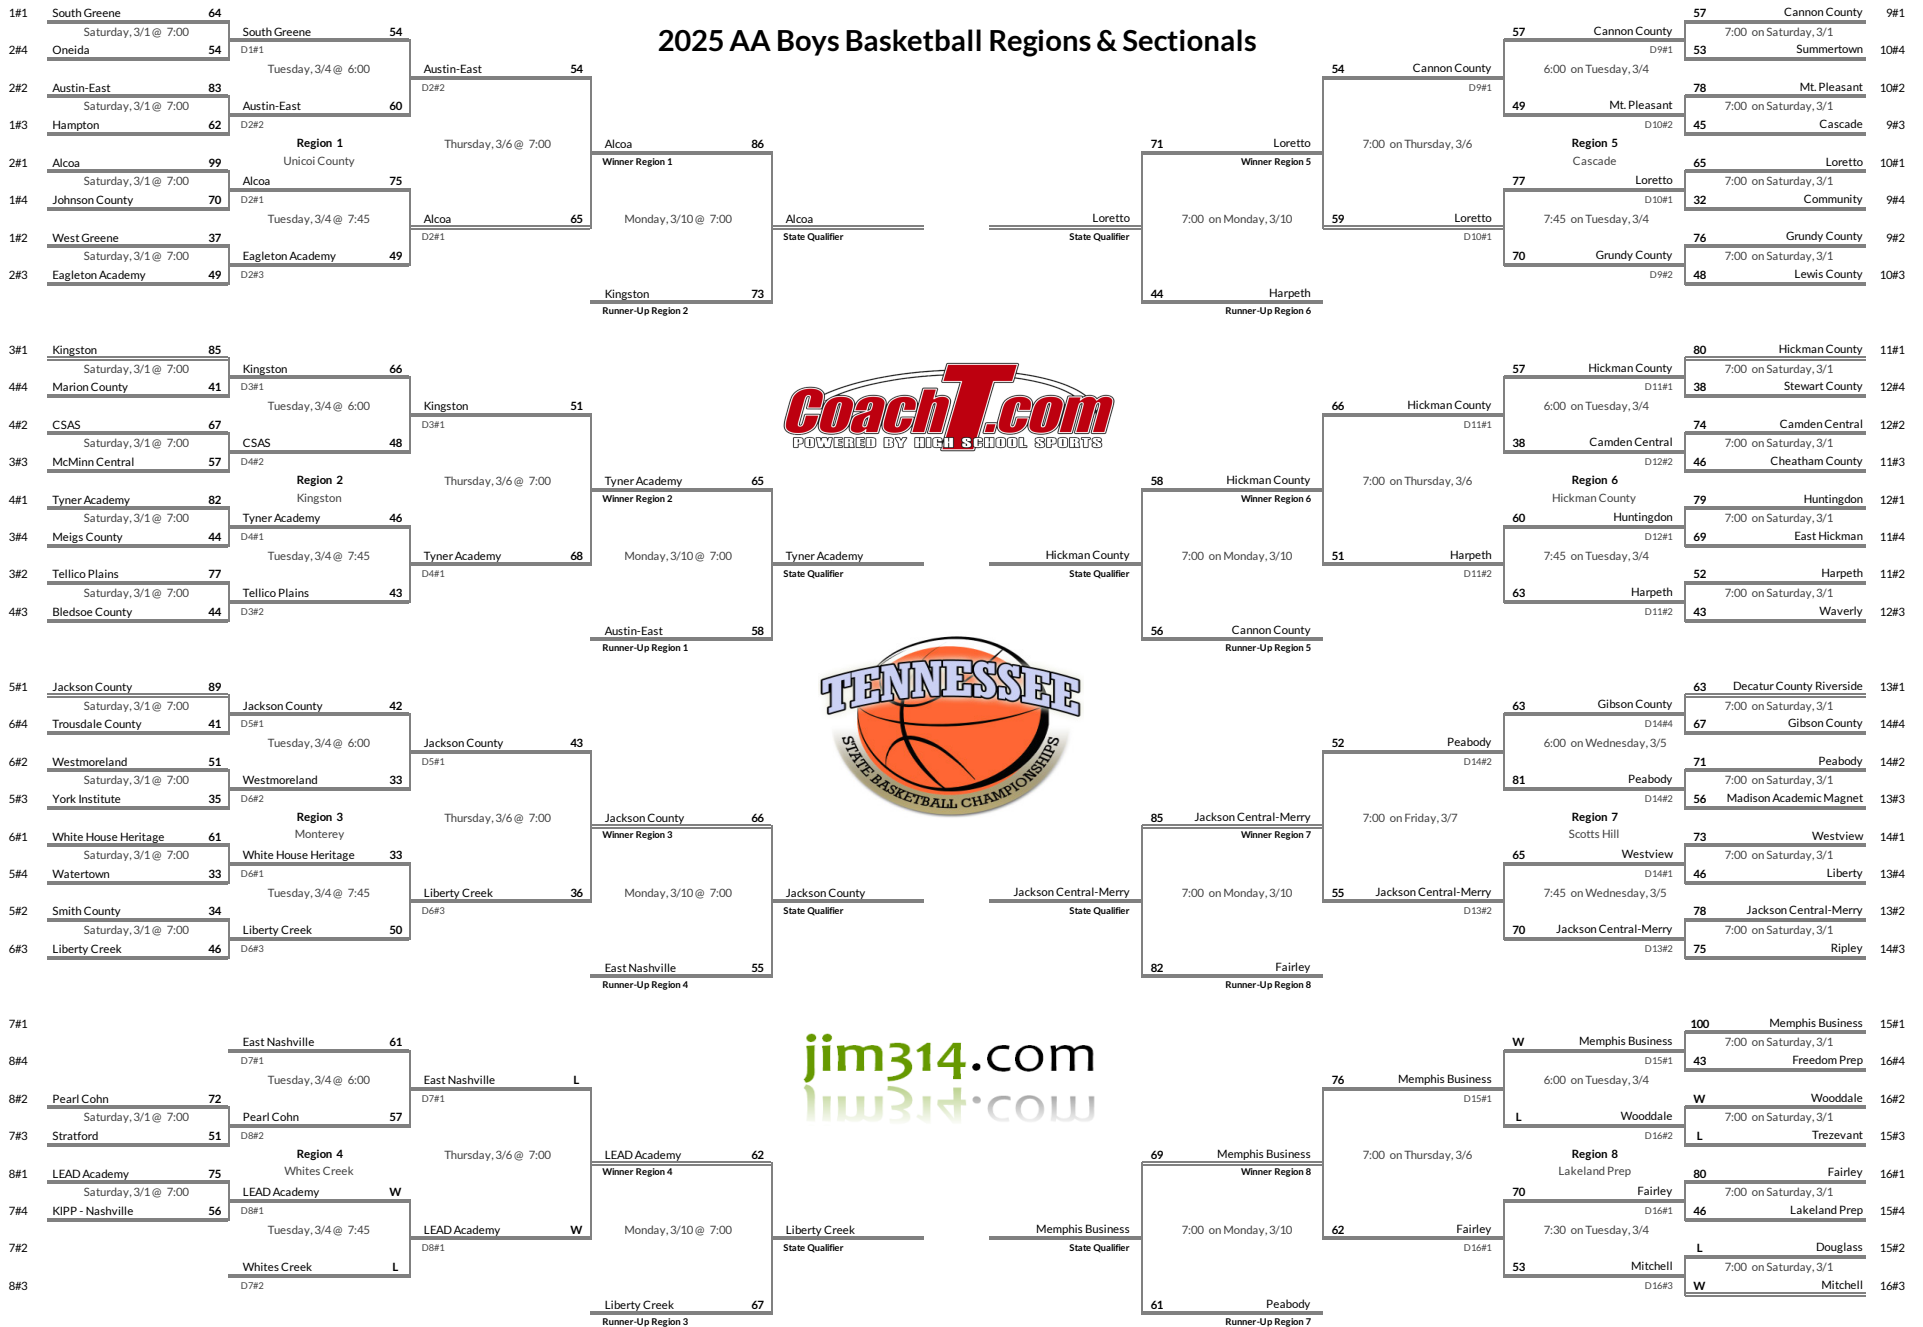 2025 AA Boys Basketball Regions & Sectionals
1#1 South Greene 64
Saturday, 3/1 @ 7:00
2#4 Oneida 54
South Greene 54
D1#1
Tuesday, 3/4 @ 6:00
2#2 Austin-East 83
Saturday, 3/1 @ 7:00
1#3 Hampton 62
Austin-East 60
D2#2
Austin-East 54
D2#2
Region 1
Unicoi County
Thursday, 3/6 @ 7:00
2#1 Alcoa 99
Saturday, 3/1 @ 7:00
1#4 Johnson County 70
Alcoa 75
D2#1
Tuesday, 3/4 @ 7:45
1#2 West Greene 37
Saturday, 3/1 @ 7:00
2#3 Eagleton Academy 49
Eagleton Academy 49
D2#3
Alcoa 65
D2#1
Alcoa 86
Winner Region 1
Monday, 3/10 @ 7:00
Kingston 73
Runner-Up Region 2
Alcoa
State Qualifier
3#1 Kingston 85
Saturday, 3/1 @ 7:00
4#4 Marion County 41
Kingston 66
D3#1
Tuesday, 3/4 @ 6:00
4#2 CSAS 67
Saturday, 3/1 @ 7:00
3#3 McMinn Central 57
CSAS 48
D4#2
Kingston 51
D3#1
Region 2
Kingston
Thursday, 3/6 @ 7:00
4#1 Tyner Academy 82
Saturday, 3/1 @ 7:00
3#4 Meigs County 44
Tyner Academy 46
D4#1
Tuesday, 3/4 @ 7:45
3#2 Tellico Plains 77
Saturday, 3/1 @ 7:00
4#3 Bledsoe County 44
Tellico Plains 43
D3#2
Tyner Academy 68
D4#1
Tyner Academy 65
Winner Region 2
Monday, 3/10 @ 7:00
Austin-East 58
Runner-Up Region 1
Tyner Academy
State Qualifier
5#1 Jackson County 89
Saturday, 3/1 @ 7:00
6#4 Trousdale County 41
Jackson County 42
D5#1
Tuesday, 3/4 @ 6:00
6#2 Westmoreland 51
Saturday, 3/1 @ 7:00
5#3 York Institute 35
Westmoreland 33
D6#2
Jackson County 43
D5#1
Region 3
Monterey
Thursday, 3/6 @ 7:00
6#1 White House Heritage 61
Saturday, 3/1 @ 7:00
5#4 Watertown 33
White House Heritage 33
D6#1
Tuesday, 3/4 @ 7:45
5#2 Smith County 34
Saturday, 3/1 @ 7:00
6#3 Liberty Creek 46
Liberty Creek 50
D6#3
Liberty Creek 36
D6#3
Jackson County 66
Winner Region 3
Monday, 3/10 @ 7:00
East Nashville 55
Runner-Up Region 4
Jackson County
State Qualifier
7#1
8#4
East Nashville 61
D7#1
Tuesday, 3/4 @ 6:00
8#2 Pearl Cohn 72
Saturday, 3/1 @ 7:00
7#3 Stratford 51
Pearl Cohn 57
D8#2
East Nashville L
D7#1
Region 4
Whites Creek
Thursday, 3/6 @ 7:00
8#1 LEAD Academy 75
Saturday, 3/1 @ 7:00
7#4 KIPP - Nashville 56
LEAD Academy W
D8#1
Tuesday, 3/4 @ 7:45
7#2
8#3
Whites Creek L
D7#2
LEAD Academy W
D8#1
LEAD Academy 62
Winner Region 4
Monday, 3/10 @ 7:00
Liberty Creek 67
Runner-Up Region 3
Liberty Creek
State Qualifier
CoachT.com
POWERED BY HIGH SCHOOL SPORTS
TENNESSEE
STATE BASKETBALL CHAMPIONSHIPS
jim314.com
57 Cannon County 9#1
7:00 on Saturday, 3/1
53 Summertown 10#4
57 Cannon County
D9#1
6:00 on Tuesday, 3/4
78 Mt. Pleasant 10#2
7:00 on Saturday, 3/1
45 Cascade 9#3
49 Mt. Pleasant
D10#2
54 Cannon County
D9#1
Region 5
Cascade
7:00 on Thursday, 3/6
65 Loretto 10#1
7:00 on Saturday, 3/1
32 Community 9#4
77 Loretto
D10#1
7:45 on Tuesday, 3/4
76 Grundy County 9#2
7:00 on Saturday, 3/1
48 Lewis County 10#3
70 Grundy County
D9#2
59 Loretto
D10#1
71 Loretto
Winner Region 5
7:00 on Monday, 3/10
44 Harpeth
Runner-Up Region 6
Loretto
State Qualifier
80 Hickman County 11#1
7:00 on Saturday, 3/1
38 Stewart County 12#4
57 Hickman County
D11#1
6:00 on Tuesday, 3/4
74 Camden Central 12#2
7:00 on Saturday, 3/1
46 Cheatham County 11#3
38 Camden Central
D12#2
66 Hickman County
D11#1
Region 6
Hickman County
7:00 on Thursday, 3/6
79 Huntingdon 12#1
7:00 on Saturday, 3/1
69 East Hickman 11#4
60 Huntingdon
D12#1
7:45 on Tuesday, 3/4
52 Harpeth 11#2
7:00 on Saturday, 3/1
43 Waverly 12#3
63 Harpeth
D11#2
51 Harpeth
D11#2
58 Hickman County
Winner Region 6
7:00 on Monday, 3/10
56 Cannon County
Runner-Up Region 5
Hickman County
State Qualifier
63 Decatur County Riverside 13#1
7:00 on Saturday, 3/1
67 Gibson County 14#4
63 Gibson County
D14#4
6:00 on Wednesday, 3/5
71 Peabody 14#2
7:00 on Saturday, 3/1
56 Madison Academic Magnet 13#3
81 Peabody
D14#2
52 Peabody
D14#2
Region 7
Scotts Hill
7:00 on Friday, 3/7
73 Westview 14#1
7:00 on Saturday, 3/1
46 Liberty 13#4
65 Westview
D14#1
7:45 on Wednesday, 3/5
78 Jackson Central-Merry 13#2
7:00 on Saturday, 3/1
75 Ripley 14#3
70 Jackson Central-Merry
D13#2
55 Jackson Central-Merry
D13#2
85 Jackson Central-Merry
Winner Region 7
7:00 on Monday, 3/10
82 Fairley
Runner-Up Region 8
Jackson Central-Merry
State Qualifier
100 Memphis Business 15#1
7:00 on Saturday, 3/1
43 Freedom Prep 16#4
W Memphis Business
D15#1
6:00 on Tuesday, 3/4
W Wooddale 16#2
7:00 on Saturday, 3/1
L Trezevant 15#3
L Wooddale
D16#2
76 Memphis Business
D15#1
Region 8
Lakeland Prep
7:00 on Thursday, 3/6
80 Fairley 16#1
7:00 on Saturday, 3/1
46 Lakeland Prep 15#4
70 Fairley
D16#1
7:30 on Tuesday, 3/4
L Douglass 15#2
7:00 on Saturday, 3/1
W Mitchell 16#3
53 Mitchell
D16#3
62 Fairley
D16#1
69 Memphis Business
Winner Region 8
7:00 on Monday, 3/10
61 Peabody
Runner-Up Region 7
Memphis Business
State Qualifier